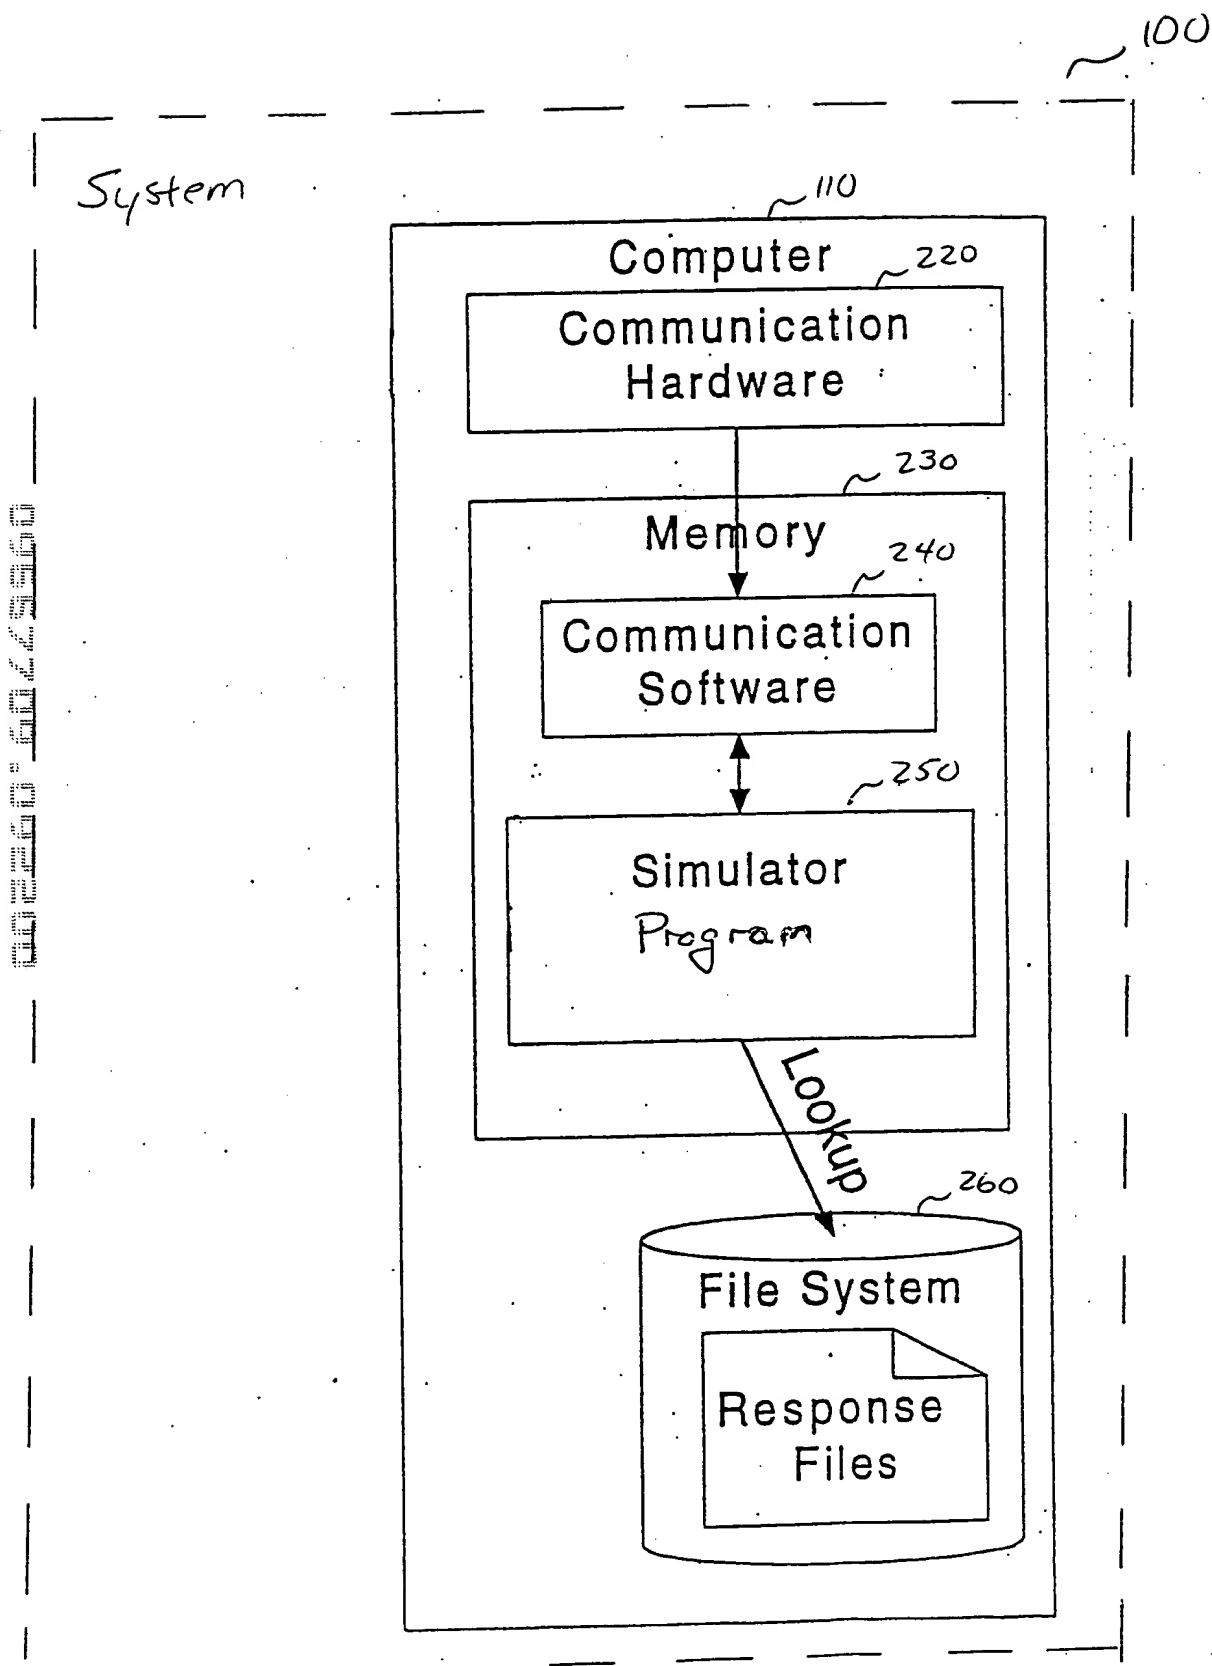 100
System
110
Computer
220
Communication
Hardware
230
Memory
240
Communication
Software
250
Simulator
Program
Lookup
260
File System
Response
Files